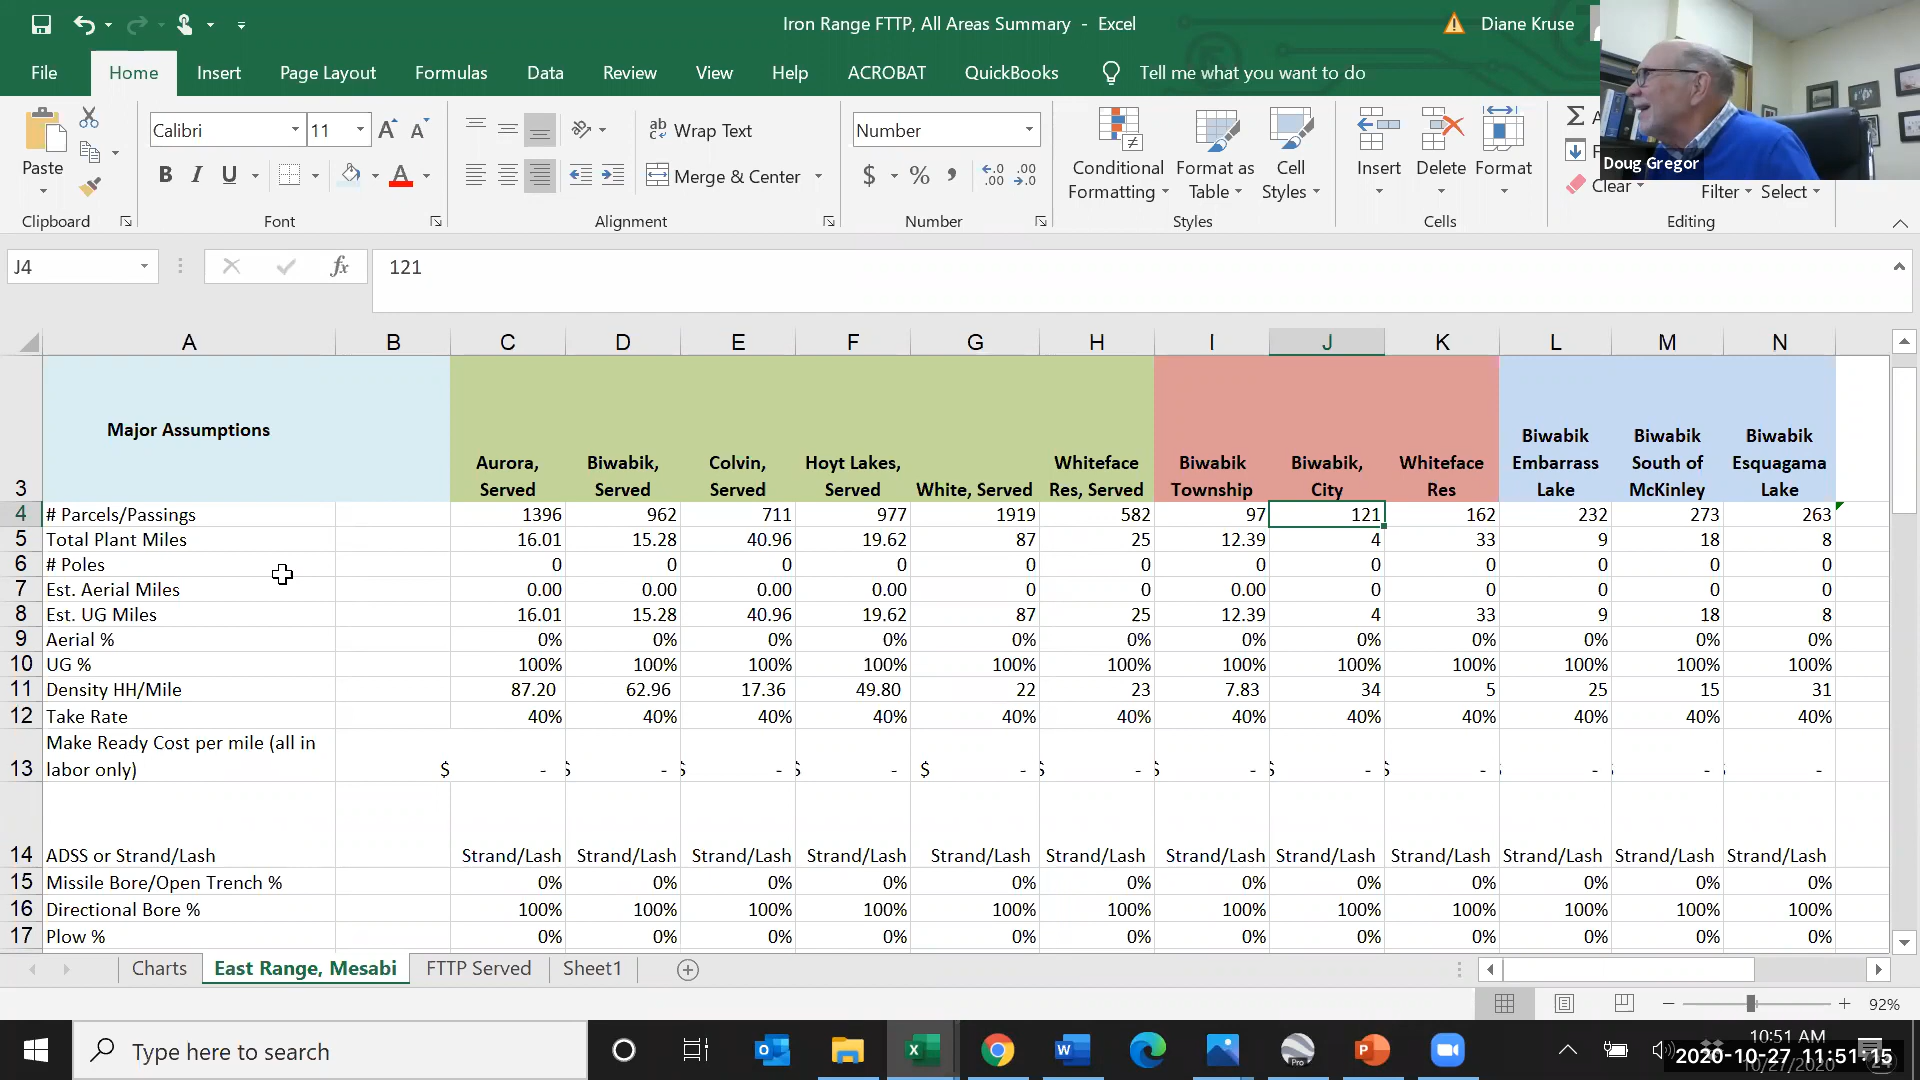 Iron Range FTTP, All Areas Summary - Excel
Diane Kruse
File Home Insert Page Layout Formulas Data Review View Help ACROBAT QuickBooks Tell me what you want to do
Calibri 11
Wrap Text
Number
Paste
B I U
Merge & Center
$ % ,
Conditional Formatting
Format as Table
Cell Styles
Insert Delete Format
Clear
Filter Select
Clipboard Font Alignment Number Styles Cells Editing
Doug Gregor
J4 fx 121
A B C D E F G H I J K L M N
3 Major Assumptions Aurora, Served Biwabik, Served Colvin, Served Hoyt Lakes, Served White, Served Whiteface Res, Served Biwabik Township Biwabik, City Whiteface Res Biwabik Embarrass Lake Biwabik South of McKinley Biwabik Esquagama Lake
4 # Parcels/Passings 1396 962 711 977 1919 582 97 121 162 232 273 263
5 Total Plant Miles 16.01 15.28 40.96 19.62 87 25 12.39 4 33 9 18 8
6 # Poles 0 0 0 0 0 0 0 0 0 0 0 0
7 Est. Aerial Miles 0.00 0.00 0.00 0.00 0 0 0.00 0 0 0 0 0
8 Est. UG Miles 16.01 15.28 40.96 19.62 87 25 12.39 4 33 9 18 8
9 Aerial % 0% 0% 0% 0% 0% 0% 0% 0% 0% 0% 0% 0%
10 UG % 100% 100% 100% 100% 100% 100% 100% 100% 100% 100% 100% 100%
11 Density HH/Mile 87.20 62.96 17.36 49.80 22 23 7.83 34 5 25 15 31
12 Take Rate 40% 40% 40% 40% 40% 40% 40% 40% 40% 40% 40% 40%
13 Make Ready Cost per mile (all in labor only) $ - $ - $ - $ - $ - $ - $ - $ - $ - - - -
14 ADSS or Strand/Lash Strand/Lash Strand/Lash Strand/Lash Strand/Lash Strand/Lash Strand/Lash Strand/Lash Strand/Lash Strand/Lash Strand/Lash Strand/Lash Strand/Lash
15 Missile Bore/Open Trench % 0% 0% 0% 0% 0% 0% 0% 0% 0% 0% 0% 0%
16 Directional Bore % 100% 100% 100% 100% 100% 100% 100% 100% 100% 100% 100% 100%
17 Plow % 0% 0% 0% 0% 0% 0% 0% 0% 0% 0% 0% 0%
Charts East Range, Mesabi FTTP Served Sheet1
92%
Type here to search
10:51 AM
2020-10-27 11:51:15
10/27/2020